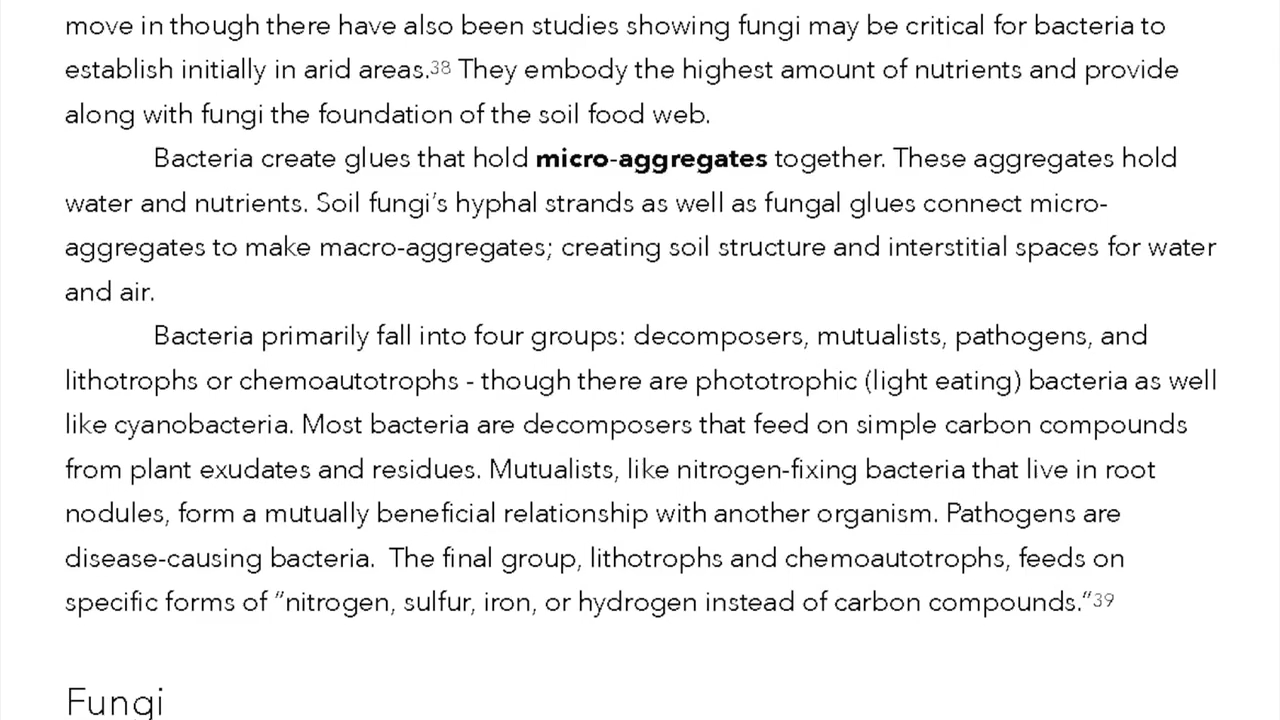 move in though there have also been studies showing fungi may be critical for bacteria to
establish initially in arid areas.38 They embody the highest amount of nutrients and provide
along with fungi the foundation of the soil food web.
Bacteria create glues that hold micro-aggregates together. These aggregates hold
water and nutrients. Soil fungi’s hyphal strands as well as fungal glues connect micro-
aggregates to make macro-aggregates; creating soil structure and interstitial spaces for water
and air.
Bacteria primarily fall into four groups: decomposers, mutualists, pathogens, and
lithotrophs or chemoautotrophs - though there are phototrophic (light eating) bacteria as well
like cyanobacteria. Most bacteria are decomposers that feed on simple carbon compounds
from plant exudates and residues. Mutualists, like nitrogen-fixing bacteria that live in root
nodules, form a mutually beneficial relationship with another organism. Pathogens are
disease-causing bacteria.  The final group, lithotrophs and chemoautotrophs, feeds on
specific forms of “nitrogen, sulfur, iron, or hydrogen instead of carbon compounds.”39
Fungi